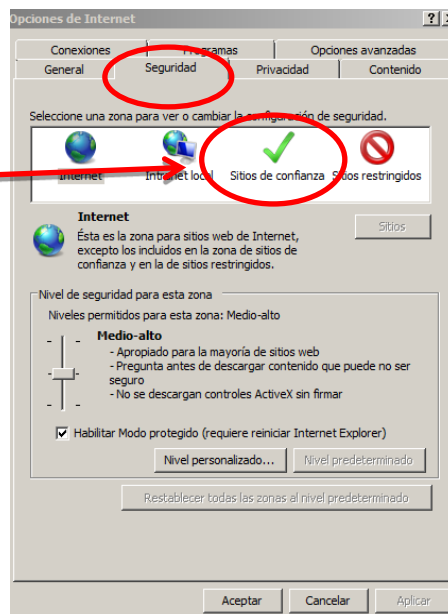 Opciones de Internet
Conexiones Programas Opciones avanzadas
General Seguridad Privacidad Contenido
Seleccione una zona para ver o cambiar la configuración de seguridad.
Internet Intranet local Sitios de confianza Sitios restringidos
Internet
Sitios
Ésta es la zona para sitios web de Internet,
excepto los incluidos en la zona de sitios de
confianza y en la de sitios restringidos.
Nivel de seguridad para esta zona
Niveles permitidos para esta zona: Medio-alto
Medio-alto
- Apropiado para la mayoría de sitios web
- Pregunta antes de descargar contenido que puede no ser
seguro
- No se descargan controles ActiveX sin firmar
Habilitar Modo protegido (requiere reiniciar Internet Explorer)
Nivel personalizado... Nivel predeterminado
Restablecer todas las zonas al nivel predeterminado
Aceptar Cancelar Aplicar